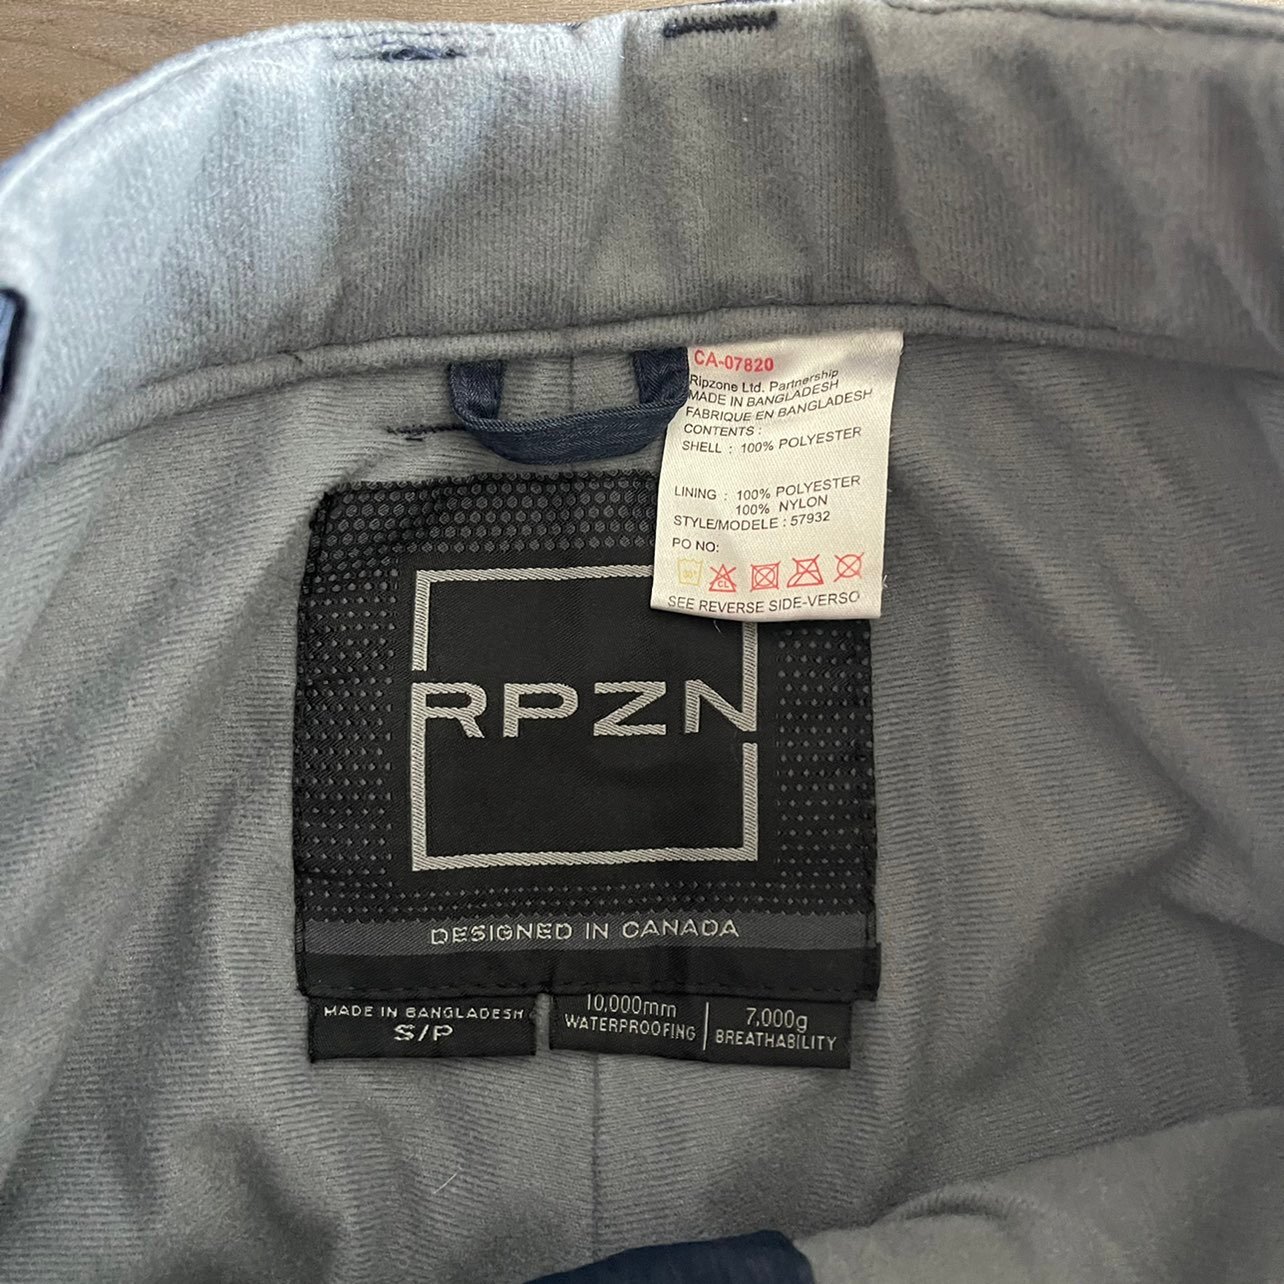 CA-07820
Ripzone Ltd. Partnership
MADE IN BANGLADESH
FABRIQUE EN BANGLADESH
CONTENTS :
SHELL : 100% POLYESTER
LINING : 100% POLYESTER
100% NYLON
STYLE/MODELE : 57932
PO NO:
30°
CL
SEE REVERSE SIDE-VERSO
RPZN
DESIGNED IN CANADA
MADE IN BANGLADESH
S/P
10,000mm
WATERPROOFING
7,000g
BREATHABILITY